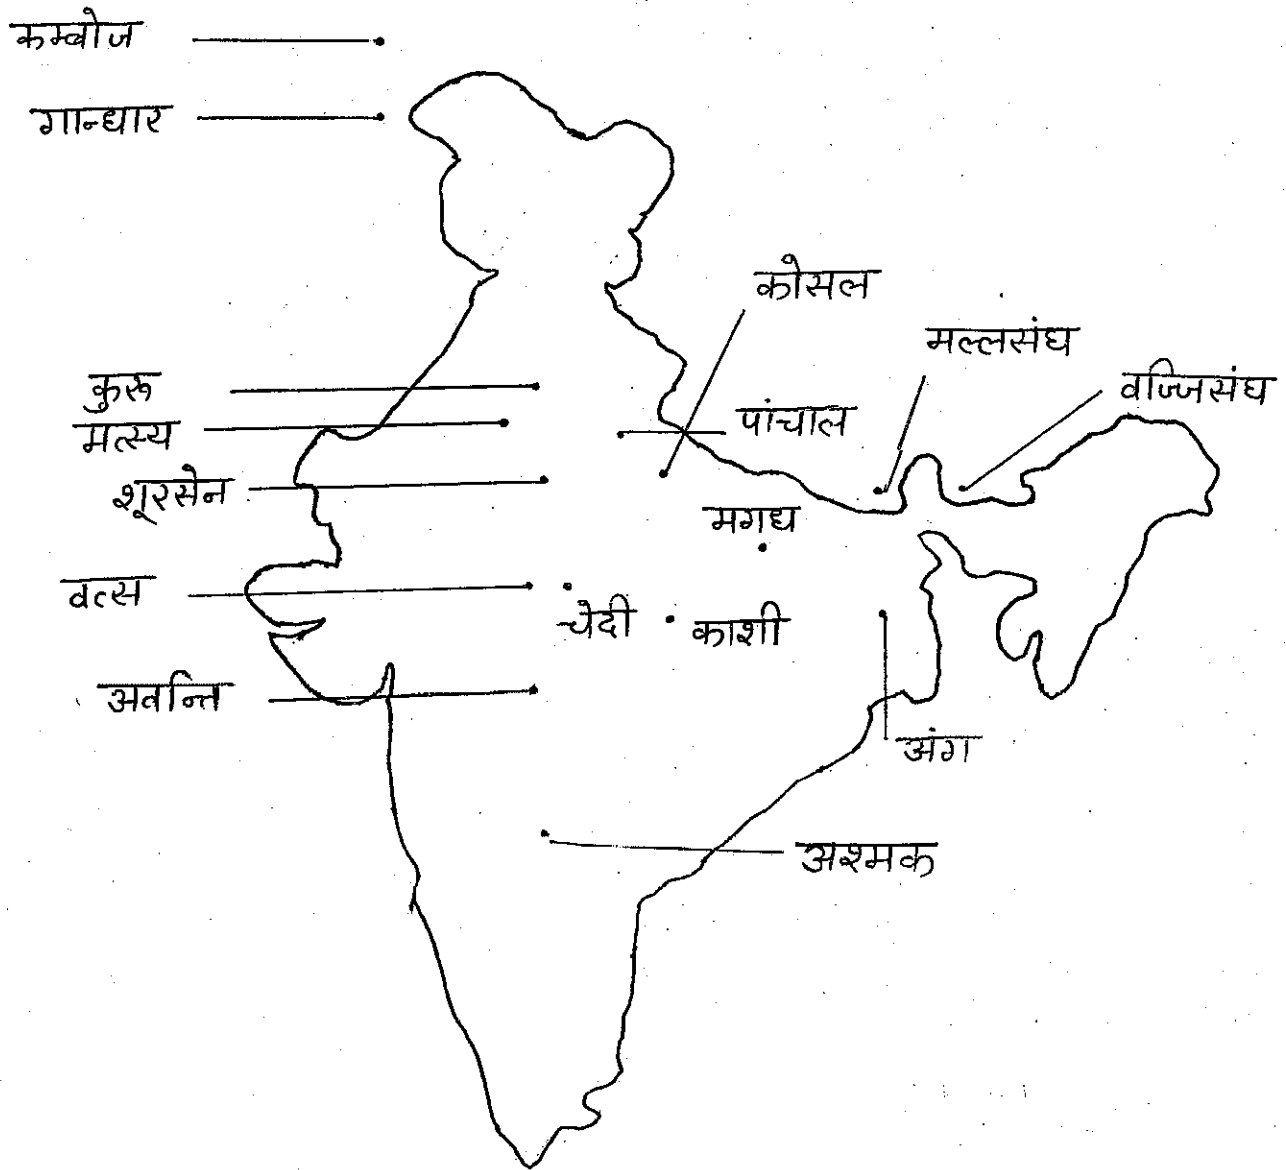 कम्बोज
गान्धार
कोसल
मल्लसंघ
वज्जिसंघ
कुरू
मत्स्य
पांचाल
शूरसेन
मगध
वत्स
चेदी
काशी
अवन्ति
अंग
अश्मक